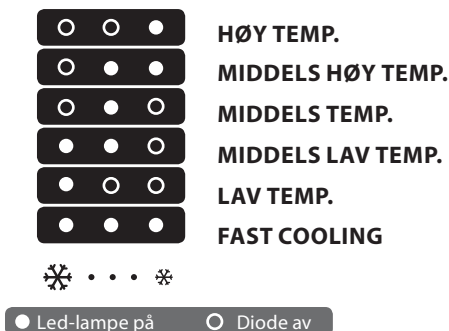 HØY TEMP.
MIDDELS HØY TEMP.
MIDDELS TEMP.
MIDDELS LAV TEMP.
LAV TEMP.
FAST COOLING
Led-lampe på Diode av